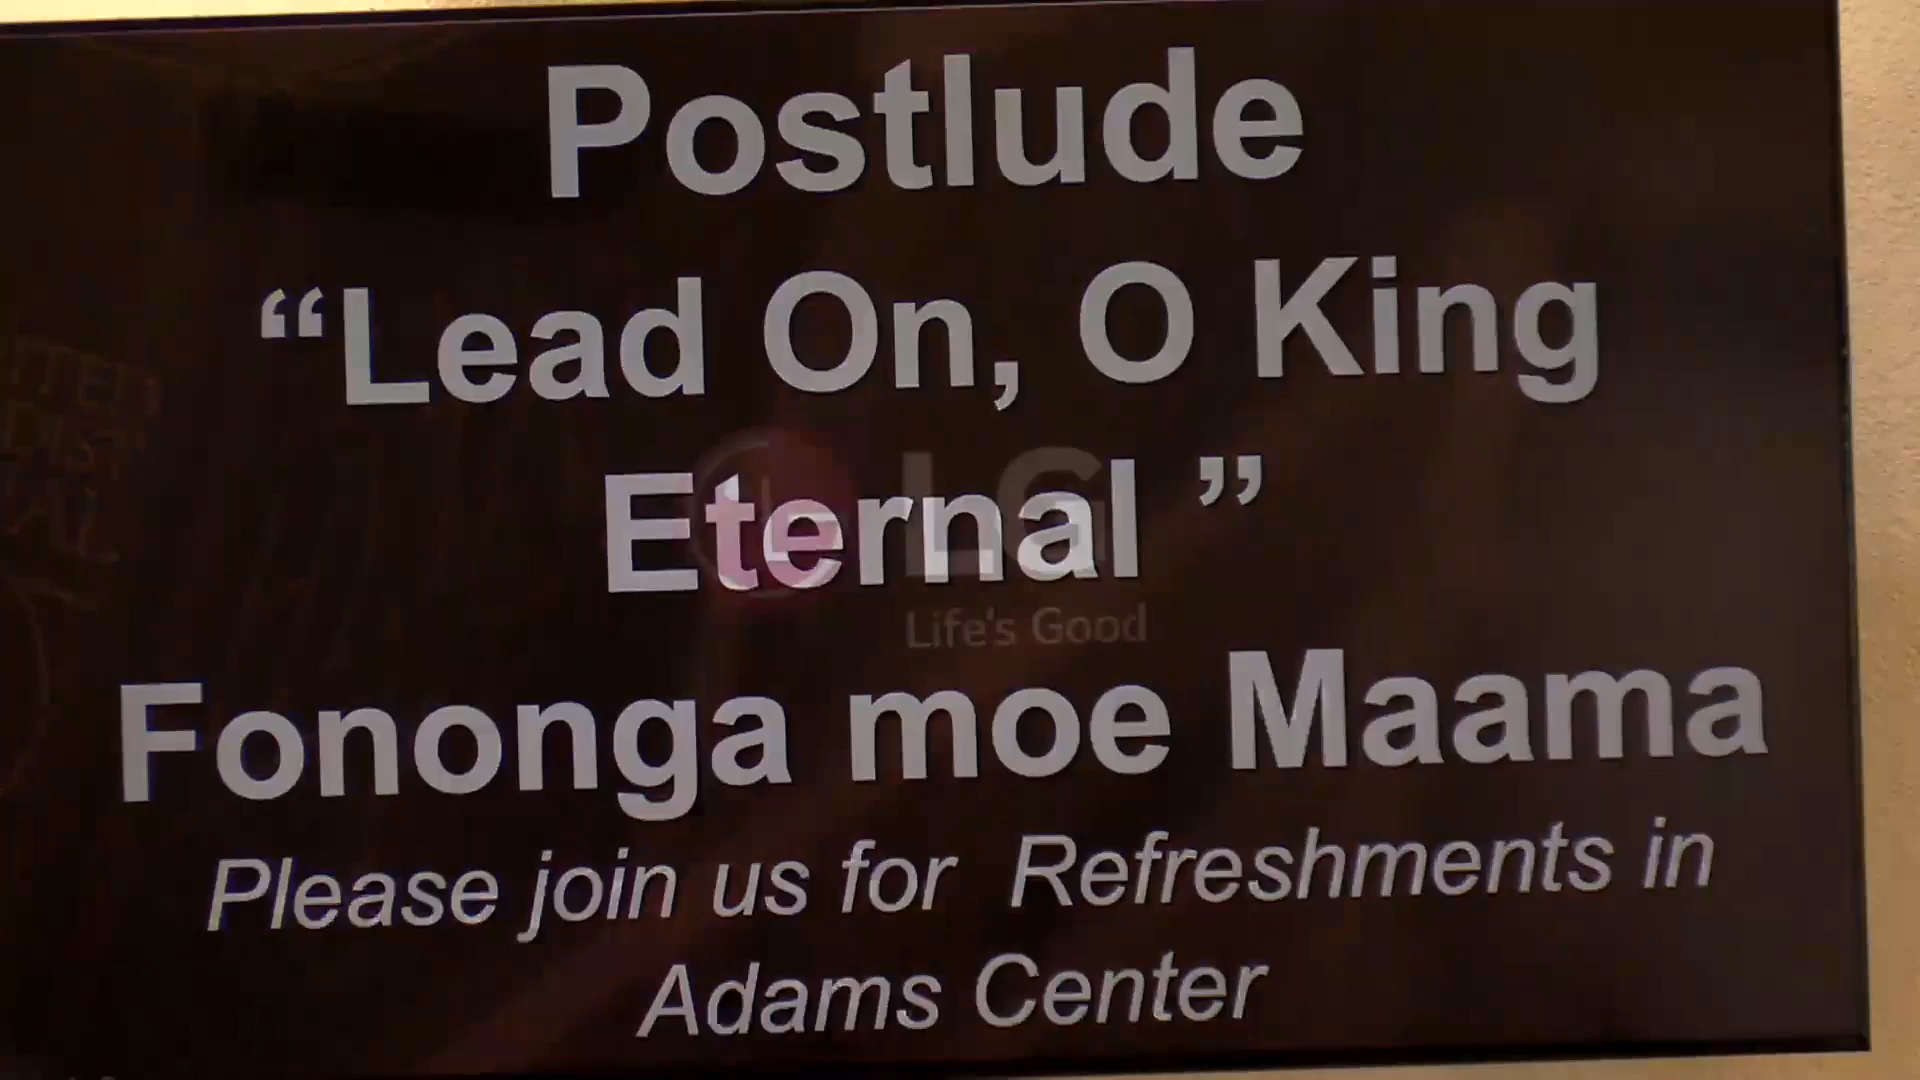 Postlude
“Lead On, O King
Eternal ”
LG
Life's Good
Fononga moe Maama
Please join us for Refreshments in
Adams Center